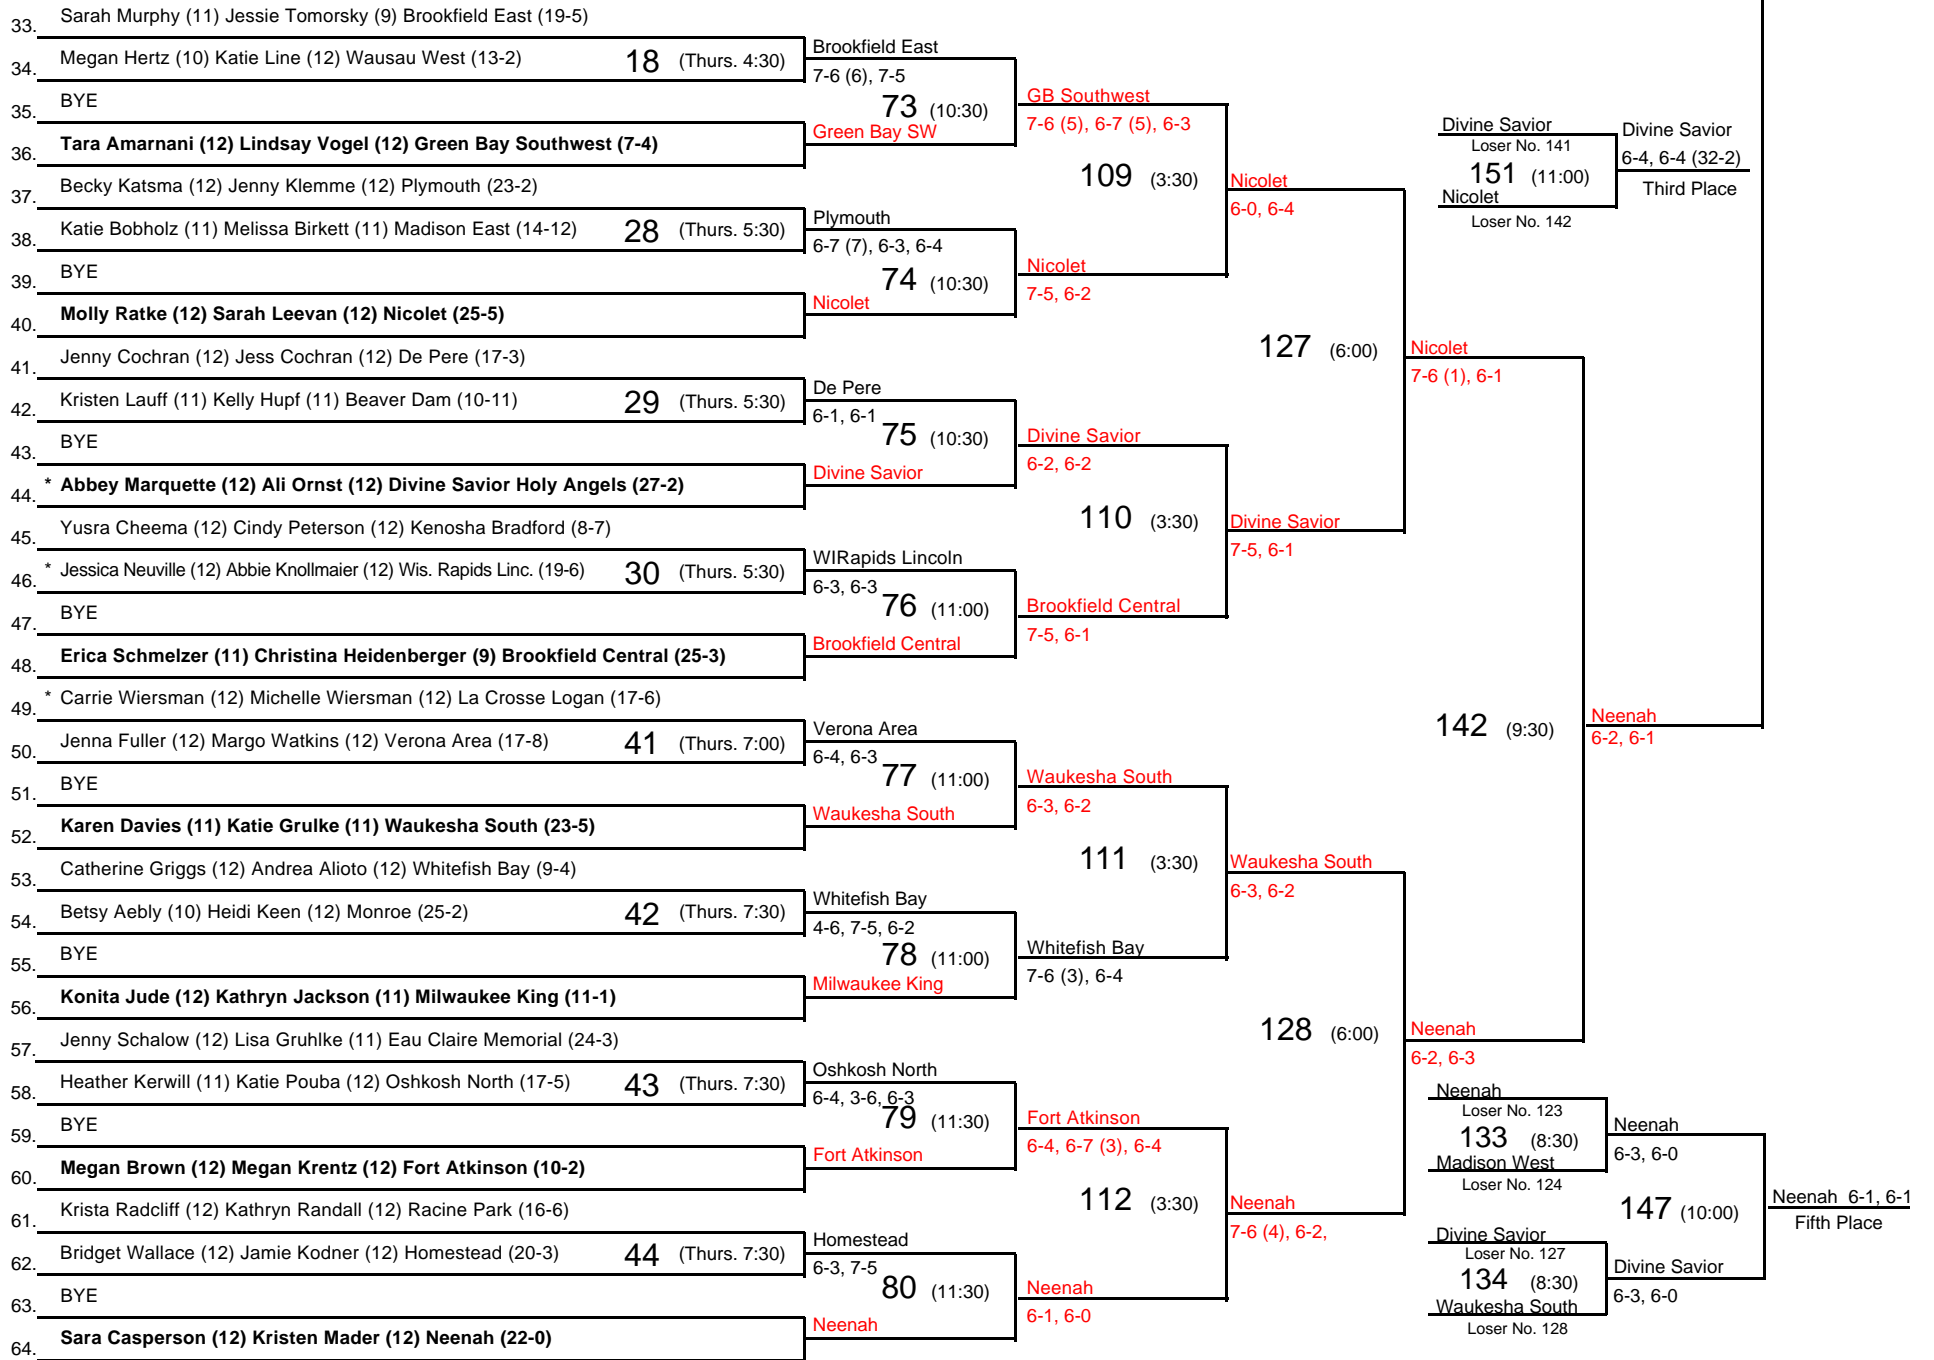 33. Sarah Murphy (11) Jessie Tomorsky (9) Brookfield East (19-5)
34. Megan Hertz (10) Katie Line (12) Wausau West (13-2) 18 (Thurs. 4:30)
35. BYE
36. Tara Amarnani (12) Lindsay Vogel (12) Green Bay Southwest (7-4)
37. Becky Katsma (12) Jenny Klemme (12) Plymouth (23-2)
38. Katie Bobholz (11) Melissa Birkett (11) Madison East (14-12) 28 (Thurs. 5:30)
39. BYE
40. Molly Ratke (12) Sarah Leevan (12) Nicolet (25-5)
41. Jenny Cochran (12) Jess Cochran (12) De Pere (17-3)
42. Kristen Lauff (11) Kelly Hupf (11) Beaver Dam (10-11) 29 (Thurs. 5:30)
43. BYE
44. * Abbey Marquette (12) Ali Ornst (12) Divine Savior Holy Angels (27-2)
45. Yusra Cheema (12) Cindy Peterson (12) Kenosha Bradford (8-7)
46. * Jessica Neuville (12) Abbie Knollmaier (12) Wis. Rapids Linc. (19-6) 30 (Thurs. 5:30)
47. BYE
48. Erica Schmelzer (11) Christina Heidenberger (9) Brookfield Central (25-3)
49. * Carrie Wiersman (12) Michelle Wiersman (12) La Crosse Logan (17-6)
50. Jenna Fuller (12) Margo Watkins (12) Verona Area (17-8) 41 (Thurs. 7:00)
51. BYE
52. Karen Davies (11) Katie Grulke (11) Waukesha South (23-5)
53. Catherine Griggs (12) Andrea Alioto (12) Whitefish Bay (9-4)
54. Betsy Aebly (10) Heidi Keen (12) Monroe (25-2) 42 (Thurs. 7:30)
55. BYE
56. Konita Jude (12) Kathryn Jackson (11) Milwaukee King (11-1)
57. Jenny Schalow (12) Lisa Gruhlke (11) Eau Claire Memorial (24-3)
58. Heather Kerwill (11) Katie Pouba (12) Oshkosh North (17-5) 43 (Thurs. 7:30)
59. BYE
60. Megan Brown (12) Megan Krentz (12) Fort Atkinson (10-2)
61. Krista Radcliff (12) Kathryn Randall (12) Racine Park (16-6)
62. Bridget Wallace (12) Jamie Kodner (12) Homestead (20-3) 44 (Thurs. 7:30)
63. BYE
64. Sara Casperson (12) Kristen Mader (12) Neenah (22-0)
Brookfield East
7-6 (6), 7-5
73 (10:30)
Green Bay SW
Plymouth
6-7 (7), 6-3, 6-4
74 (10:30)
Nicolet
De Pere
6-1, 6-1
75 (10:30)
Divine Savior
WIRapids Lincoln
6-3, 6-3
76 (11:00)
Brookfield Central
Verona Area
6-4, 6-3
77 (11:00)
Waukesha South
Whitefish Bay
4-6, 7-5, 6-2
78 (11:00)
Milwaukee King
Oshkosh North
6-4, 3-6, 6-3
79 (11:30)
Fort Atkinson
Homestead
6-3, 7-5
80 (11:30)
Neenah
GB Southwest
7-6 (5), 6-7 (5), 6-3
109 (3:30)
Nicolet
7-5, 6-2
Divine Savior
6-2, 6-2
110 (3:30)
Brookfield Central
7-5, 6-1
Waukesha South
6-3, 6-2
111 (3:30)
Whitefish Bay
7-6 (3), 6-4
Fort Atkinson
6-4, 6-7 (3), 6-4
112 (3:30)
Neenah
6-1, 6-0
Nicolet
6-0, 6-4
127 (6:00)
Divine Savior
7-5, 6-1
Waukesha South
6-3, 6-2
128 (6:00)
Neenah
7-6 (4), 6-2,
Nicolet
7-6 (1), 6-1
142 (9:30)
Neenah
6-2, 6-3
Neenah
6-2, 6-1
Divine Savior
Loser No. 141
151 (11:00)
Nicolet
Loser No. 142
Divine Savior
6-4, 6-4 (32-2)
Third Place
Neenah
Loser No. 123
133 (8:30)
Madison West
Loser No. 124
Neenah
6-3, 6-0
Divine Savior
Loser No. 127
134 (8:30)
Waukesha South
Loser No. 128
Divine Savior
6-3, 6-0
147 (10:00)
Neenah 6-1, 6-1
Fifth Place